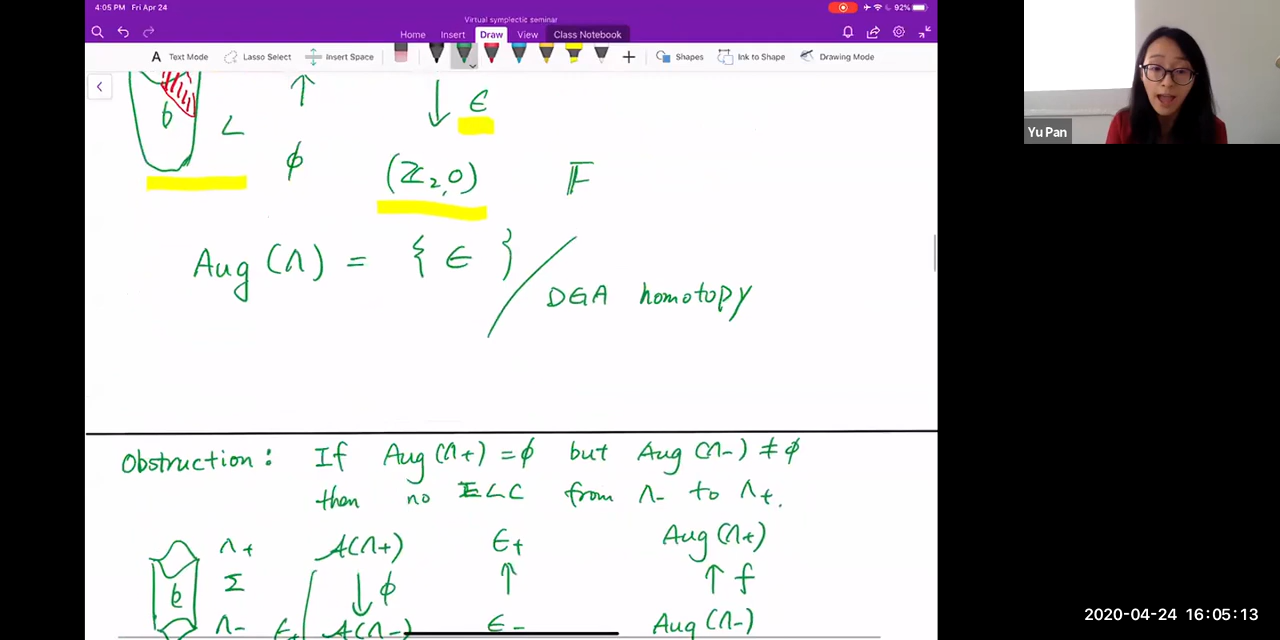 4:05 PM Fri Apr 24
92%
Virtual symplectic seminar
Home Insert Draw View Class Notebook
Text Mode Lasso Select Insert Space Shapes Ink to Shape Drawing Mode
Yu Pan
b L ↑ ↓ ϵ
ϕ (ℤ₂,0) 𝔽
Aug (Λ) = { ϵ } / DGA homotopy
Obstruction: If Aug (Λ+) = ϕ but Aug (Λ-) ≠ ϕ
then no ELC from Λ- to Λ+.
Λ+ A(Λ+) ϵ+ Aug (Λ+)
Σ ↓ ϕ ↑ ↑ f
Λ- A(Λ-) ϵ- Aug (Λ-)
2020-04-24 16:05:13